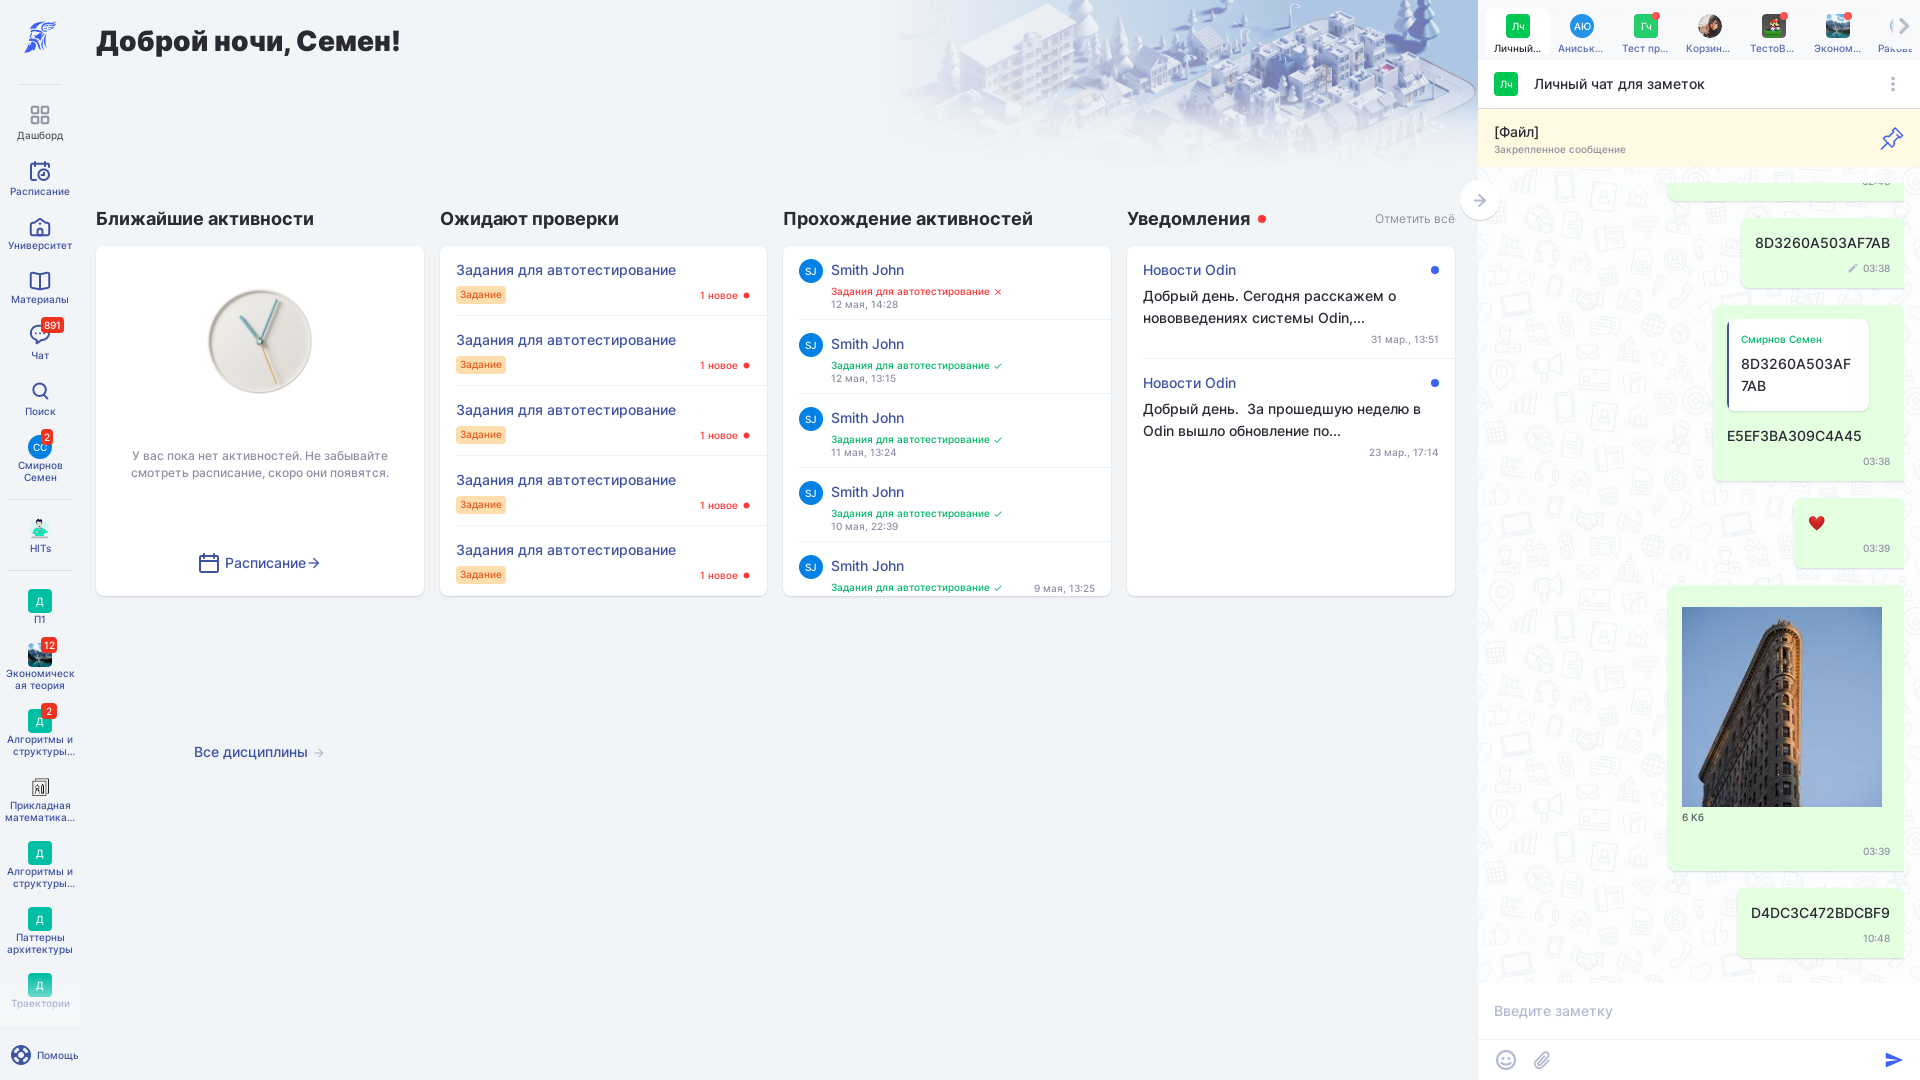 Доброй ночи, Семен!
Дашборд
Расписание
Университет
Материалы
891
Чат
Поиск
СС
2
Смирнов
Семен
HITs
Д
П1
12
Экономическ
ая теория
Д
2
Алгоритмы и
структуры...
Прикладная
математика...
Д
Алгоритмы и
структуры...
Д
Паттерны
архитектуры
Д
Траектории
Помощь
Ближайшие активности
У вас пока нет активностей. Не забывайте
смотреть расписание, скоро они появятся.
Расписание
Ожидают проверки
Задания для автотестирование
Задание
1 новое
Задания для автотестирование
Задание
1 новое
Задания для автотестирование
Задание
1 новое
Задания для автотестирование
Задание
1 новое
Задания для автотестирование
Задание
1 новое
Прохождение активностей
SJ
Smith John
Задания для автотестирование
12 мая, 14:28
SJ
Smith John
Задания для автотестирование
12 мая, 13:15
SJ
Smith John
Задания для автотестирование
11 мая, 13:24
SJ
Smith John
Задания для автотестирование
10 мая, 22:39
SJ
Smith John
Задания для автотестирование
9 мая, 13:25
Уведомления
Отметить всё
Новости Odin
Добрый день. Сегодня расскажем о
нововведениях системы Odin,...
31 мар., 13:51
Новости Odin
Добрый день.  За прошедшую неделю в
Odin вышло обновление по...
23 мар., 17:14
Все дисциплины
Лч
Личный...
АЮ
Аниськ...
Гч
Тест пр...
Корзин...
ТестоВ...
Эконом...
Лч
Личный чат для заметок
[Файл]
Закрепленное сообщение
8D3260A503AF7AB
03:38
Смирнов Семен
8D3260A503AF
7AB
E5EF3BA309C4A45
03:38
03:39
6 Кб
03:39
D4DC3C472BDCBF9
10:48
Введите заметку